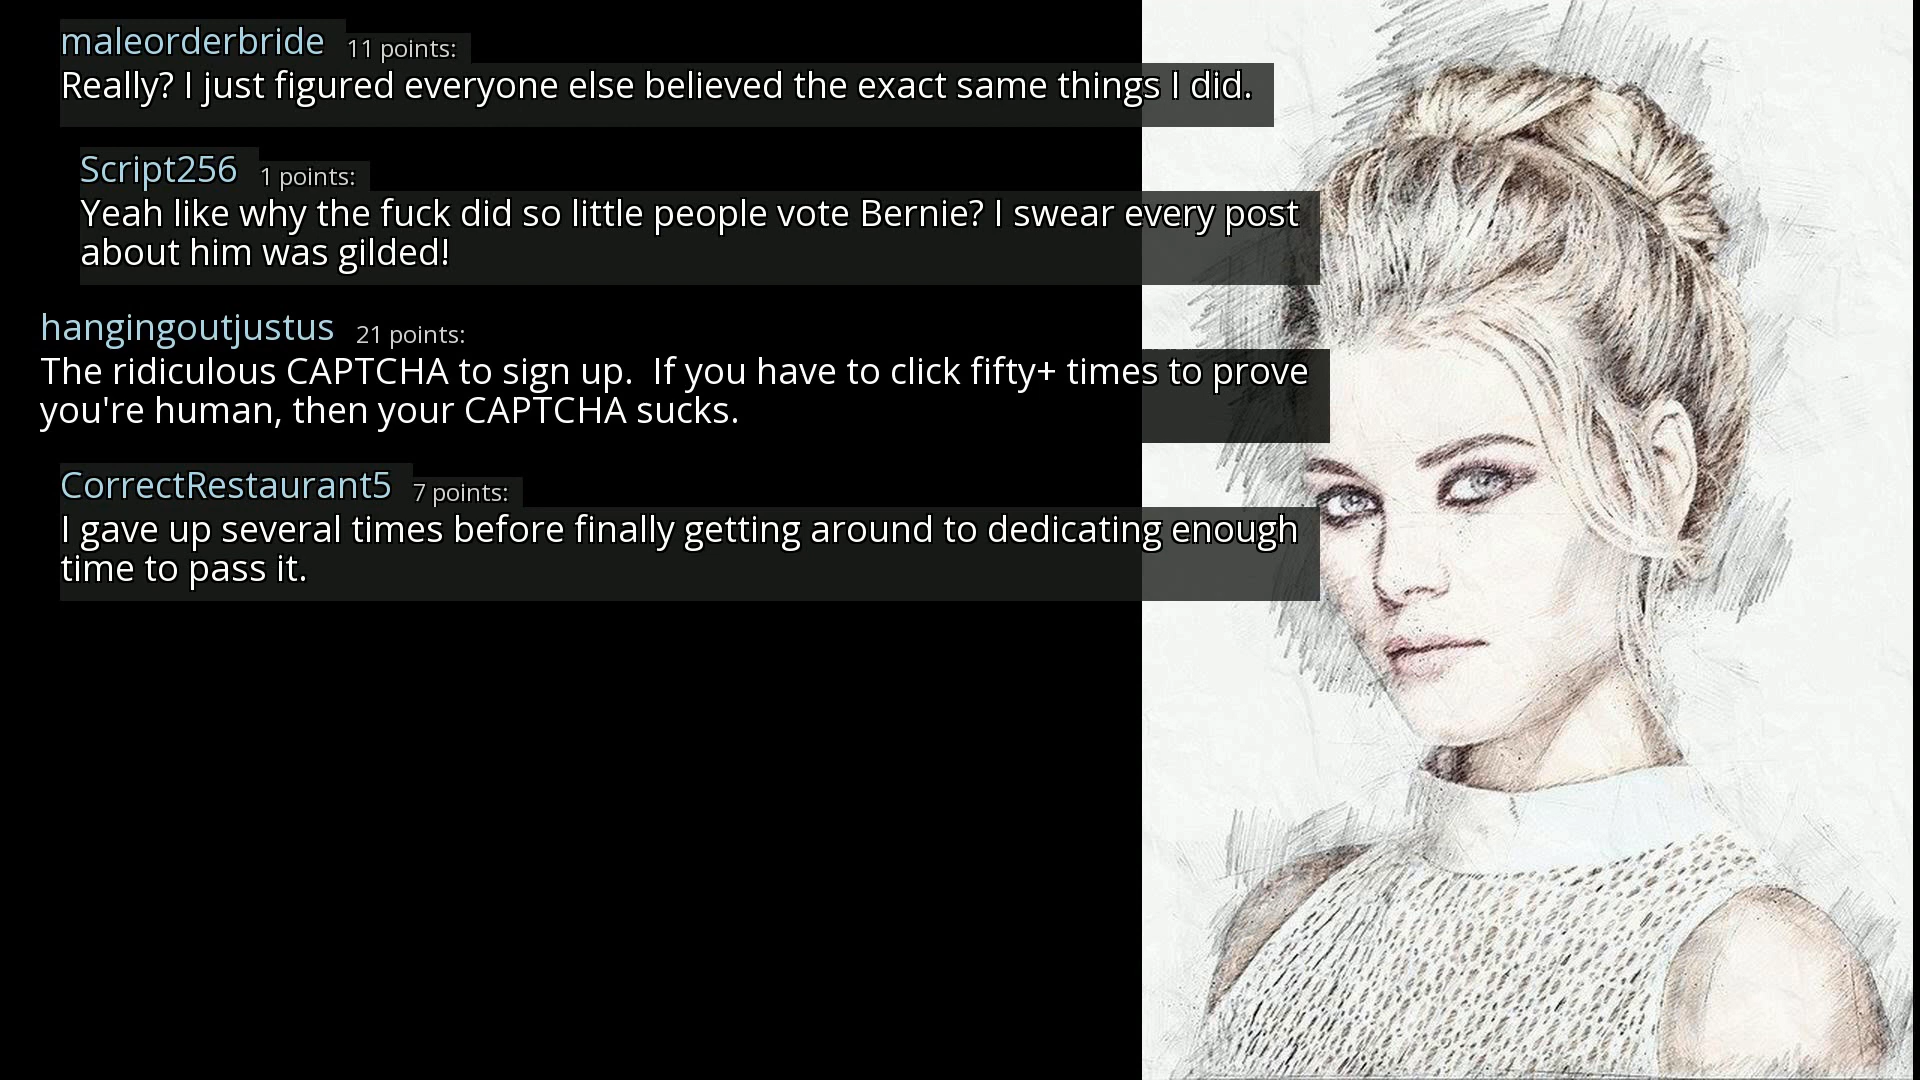 maleorderbride 11 points:
Really? I just figured everyone else believed the exact same things I did.
Script256 1 points:
Yeah like why the fuck did so little people vote Bernie? I swear every post
about him was gilded!
hangingoutjustus 21 points:
The ridiculous CAPTCHA to sign up.  If you have to click fifty+ times to prove
you're human, then your CAPTCHA sucks.
CorrectRestaurant5 7 points:
I gave up several times before finally getting around to dedicating enough
time to pass it.